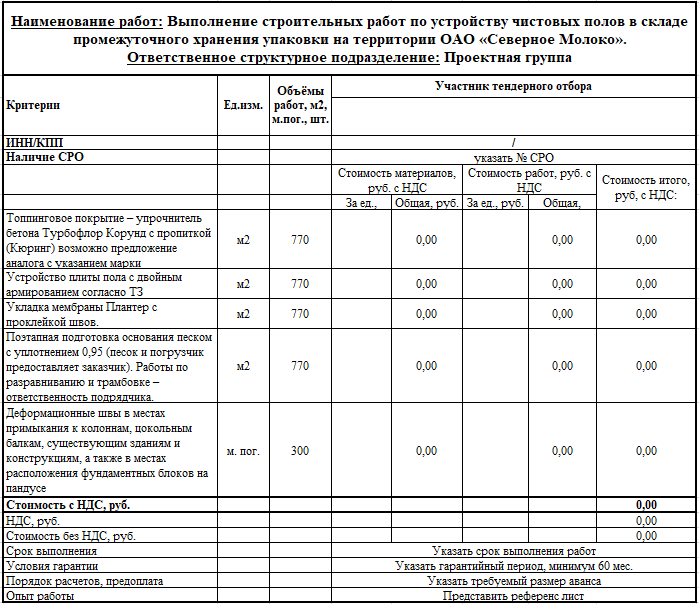 Наименование работ: Выполнение строительных работ по устройству чистовых полов в складе
промежуточного хранения упаковки на территории ОАО «Северное Молоко».
Ответственное структурное подразделение: Проектная группа
Критерии Ед.изм. Объёмы работ, м2, м.пог., шт. Участник тендерного отбора
ИНН/КПП /
Наличие СРО указать № СРО
Стоимость материалов, руб. с НДС Стоимость работ, руб. с НДС Стоимость итого, руб, с НДС:
За ед., Общая, руб. За ед., руб. Общая,
Топпинговое покрытие – упрочнитель
бетона Турбофлор Корунд с пропиткой
(Кюринг) возможно предложение
аналога с указанием марки
м2 770 0,00 0,00 0,00
Устройство плиты пола с двойным
армированием согласно ТЗ
м2 770 0,00 0,00 0,00
Укладка мембраны Плантер с
проклейкой швов.
м2 770 0,00 0,00 0,00
Поэтапная подготовка основания песком
с уплотнением 0,95 (песок и погрузчик
предоставляет заказчик). Работы по
разравниванию и трамбовке –
ответственность подрядчика.
м2 770 0,00 0,00 0,00
Деформационные швы в местах
примыкания к колоннам, цокольным
балкам, существующим зданиям и
конструкциям, а также в местах
расположения фундаментных блоков на
пандусе
м. пог. 300 0,00 0,00 0,00
Стоимость с НДС, руб. 0,00
НДС, руб. 0,00
Стоимость без НДС, руб. 0,00
Срок выполнения Указать срок выполнения работ
Условия гарантии Указать гарантийный период, минимум 60 мес.
Порядок расчетов, предоплата Указать требуемый размер аванса
Опыт работы Представить референс лист